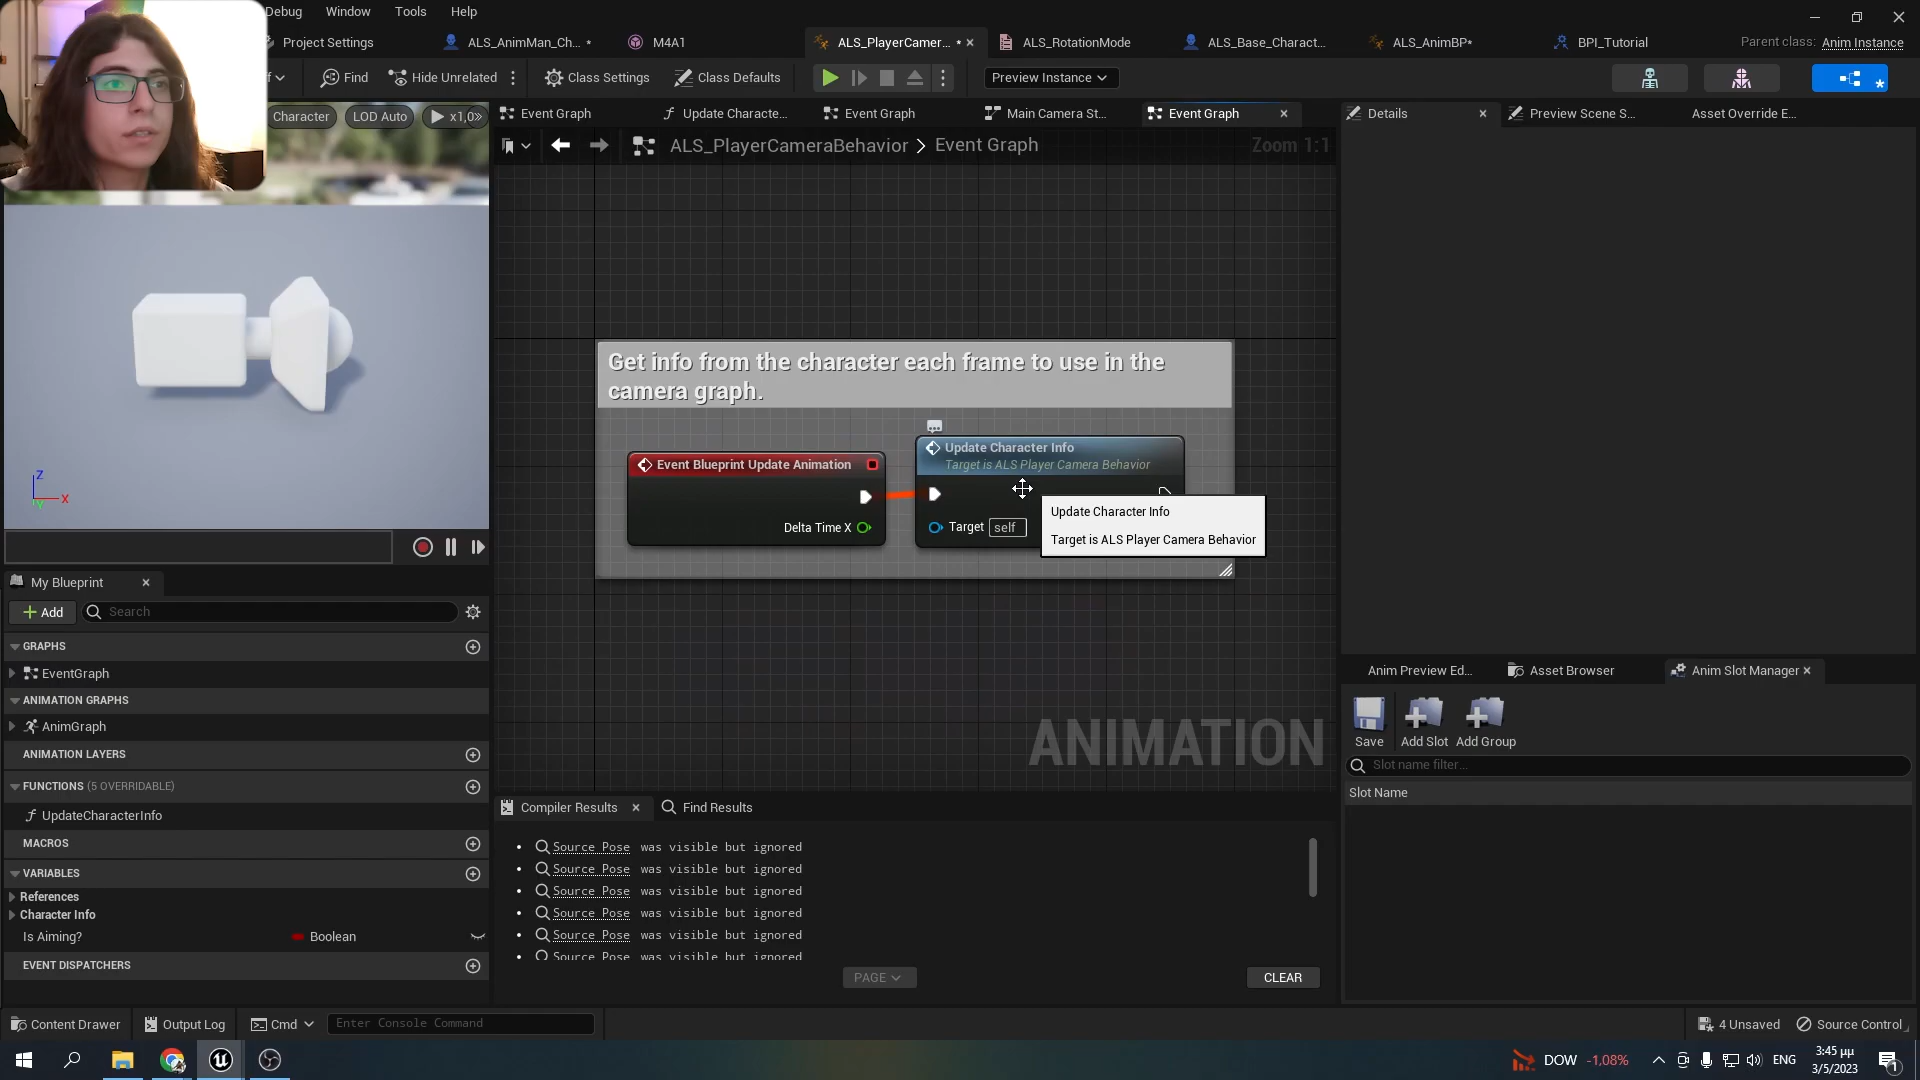 Debug Window Tools Help
Project Settings ALS_AnimMan_Ch... * M4A1 ALS_PlayerCamer... * ALS_RotationMode ALS_Base_Charact... ALS_AnimBP* BPI_Tutorial Parent class: Anim Instance
Find Hide Unrelated Class Settings Class Defaults Preview Instance
Character LOD Auto x1,0
Event Graph Update Characte... Event Graph Main Camera St... Event Graph
Details Preview Scene S... Asset Override E...
ALS_PlayerCameraBehavior > Event Graph Zoom 1:1
Get info from the character each frame to use in the
camera graph.
Update Character Info
Target is ALS Player Camera Behavior
Event Blueprint Update Animation
Delta Time X
Target self
Update Character Info
Target is ALS Player Camera Behavior
Z
X
Y
ANIMATION
My Blueprint
Add Search
GRAPHS
EventGraph
ANIMATION GRAPHS
AnimGraph
ANIMATION LAYERS
FUNCTIONS (5 OVERRIDABLE)
UpdateCharacterInfo
MACROS
VARIABLES
References
Character Info
Is Aiming? Boolean
EVENT DISPATCHERS
Compiler Results Find Results
Source Pose was visible but ignored
Source Pose was visible but ignored
Source Pose was visible but ignored
Source Pose was visible but ignored
Source Pose was visible but ignored
Source Pose was visible but ignored
PAGE CLEAR
Anim Preview Ed... Asset Browser Anim Slot Manager
Save Add Slot Add Group
Slot name filter...
Slot Name
Content Drawer Output Log Cmd Enter Console Command 4 Unsaved Source Control
DOW -1,08% ENG 3:45 μμ
3/5/2023
1